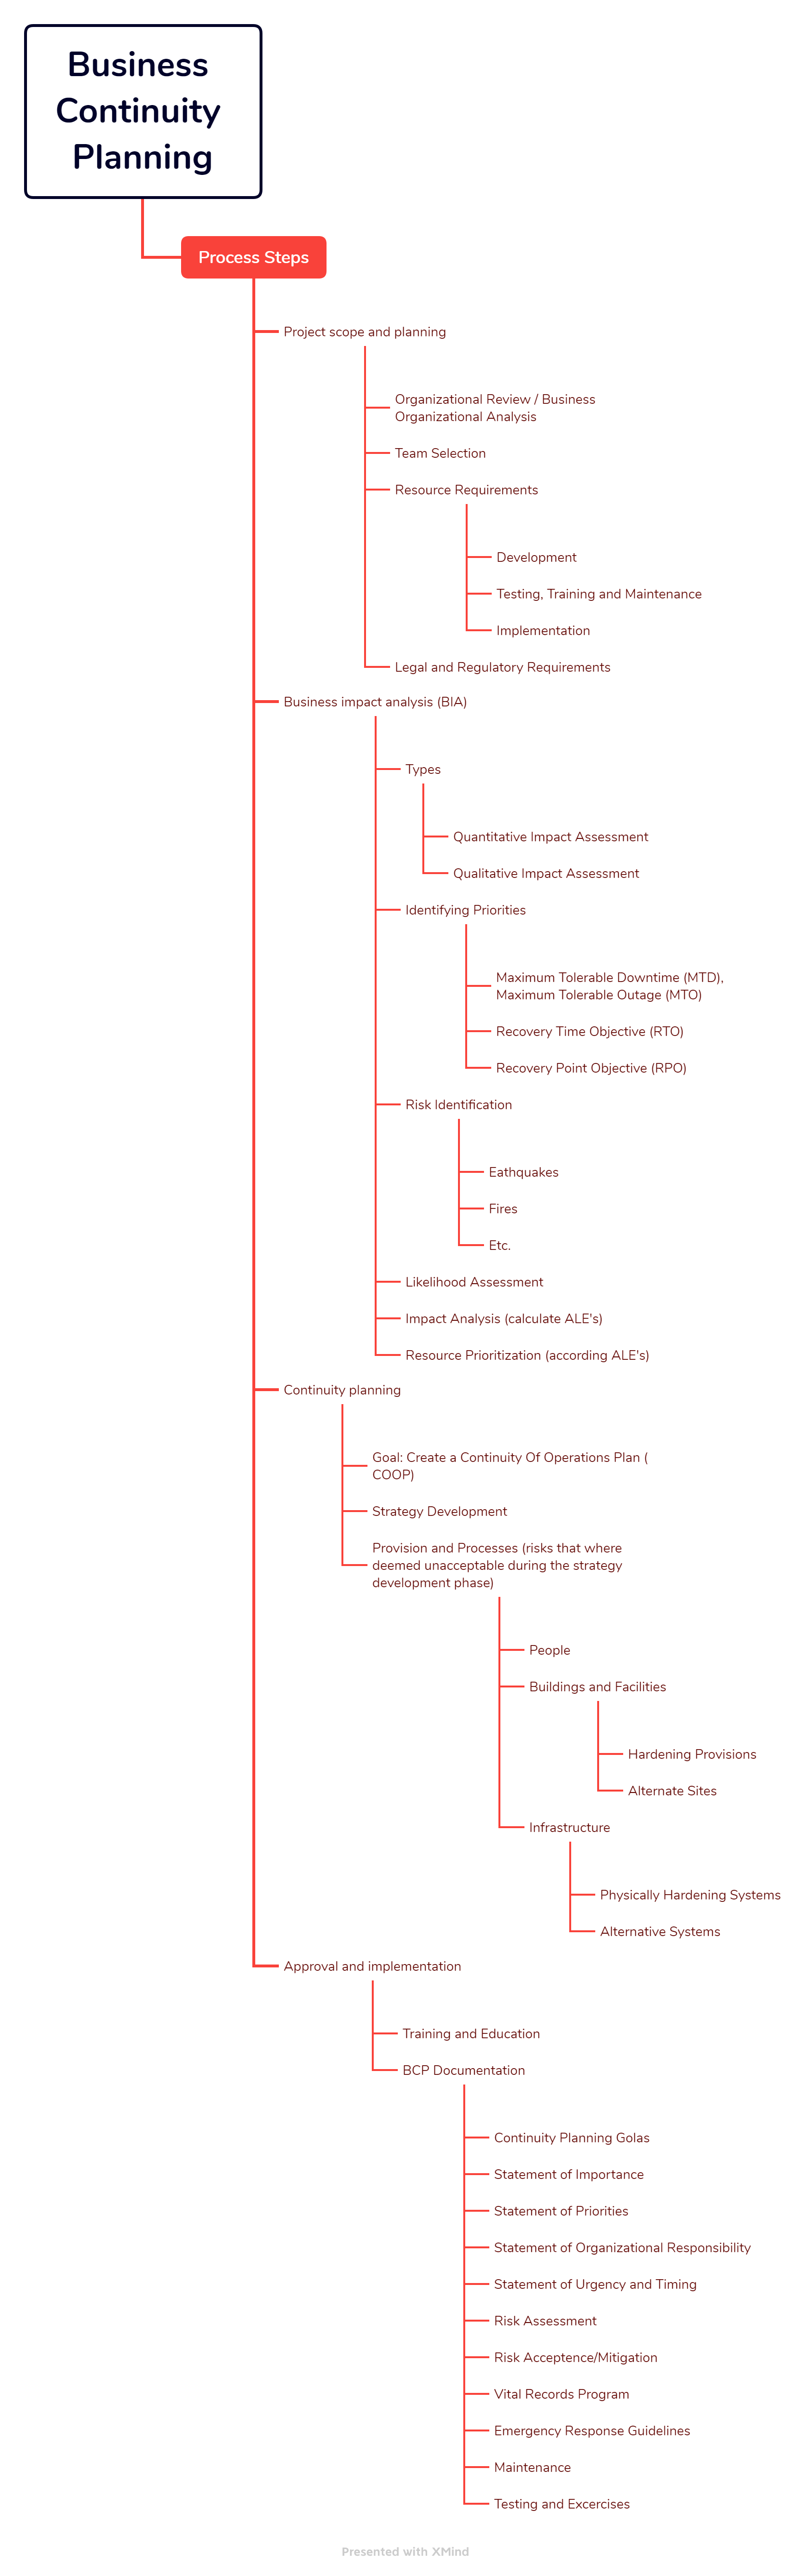 Business
Continuity
Planning
Process Steps
Project scope and planning
Organizational Review / Business
Organizational Analysis
Team Selection
Resource Requirements
Development
Testing, Training and Maintenance
Implementation
Legal and Regulatory Requirements
Business impact analysis (BIA)
Types
Quantitative Impact Assessment
Qualitative Impact Assessment
Identifying Priorities
Maximum Tolerable Downtime (MTD),
Maximum Tolerable Outage (MTO)
Recovery Time Objective (RTO)
Recovery Point Objective (RPO)
Risk Identification
Eathquakes
Fires
Etc.
Likelihood Assessment
Impact Analysis (calculate ALE's)
Resource Prioritization (according ALE's)
Continuity planning
Goal: Create a Continuity Of Operations Plan (
COOP)
Strategy Development
Provision and Processes (risks that where
deemed unacceptable during the strategy
development phase)
People
Buildings and Facilities
Hardening Provisions
Alternate Sites
Infrastructure
Physically Hardening Systems
Alternative Systems
Approval and implementation
Training and Education
BCP Documentation
Continuity Planning Golas
Statement of Importance
Statement of Priorities
Statement of Organizational Responsibility
Statement of Urgency and Timing
Risk Assessment
Risk Acceptence/Mitigation
Vital Records Program
Emergency Response Guidelines
Maintenance
Testing and Excercises
Presented with XMind